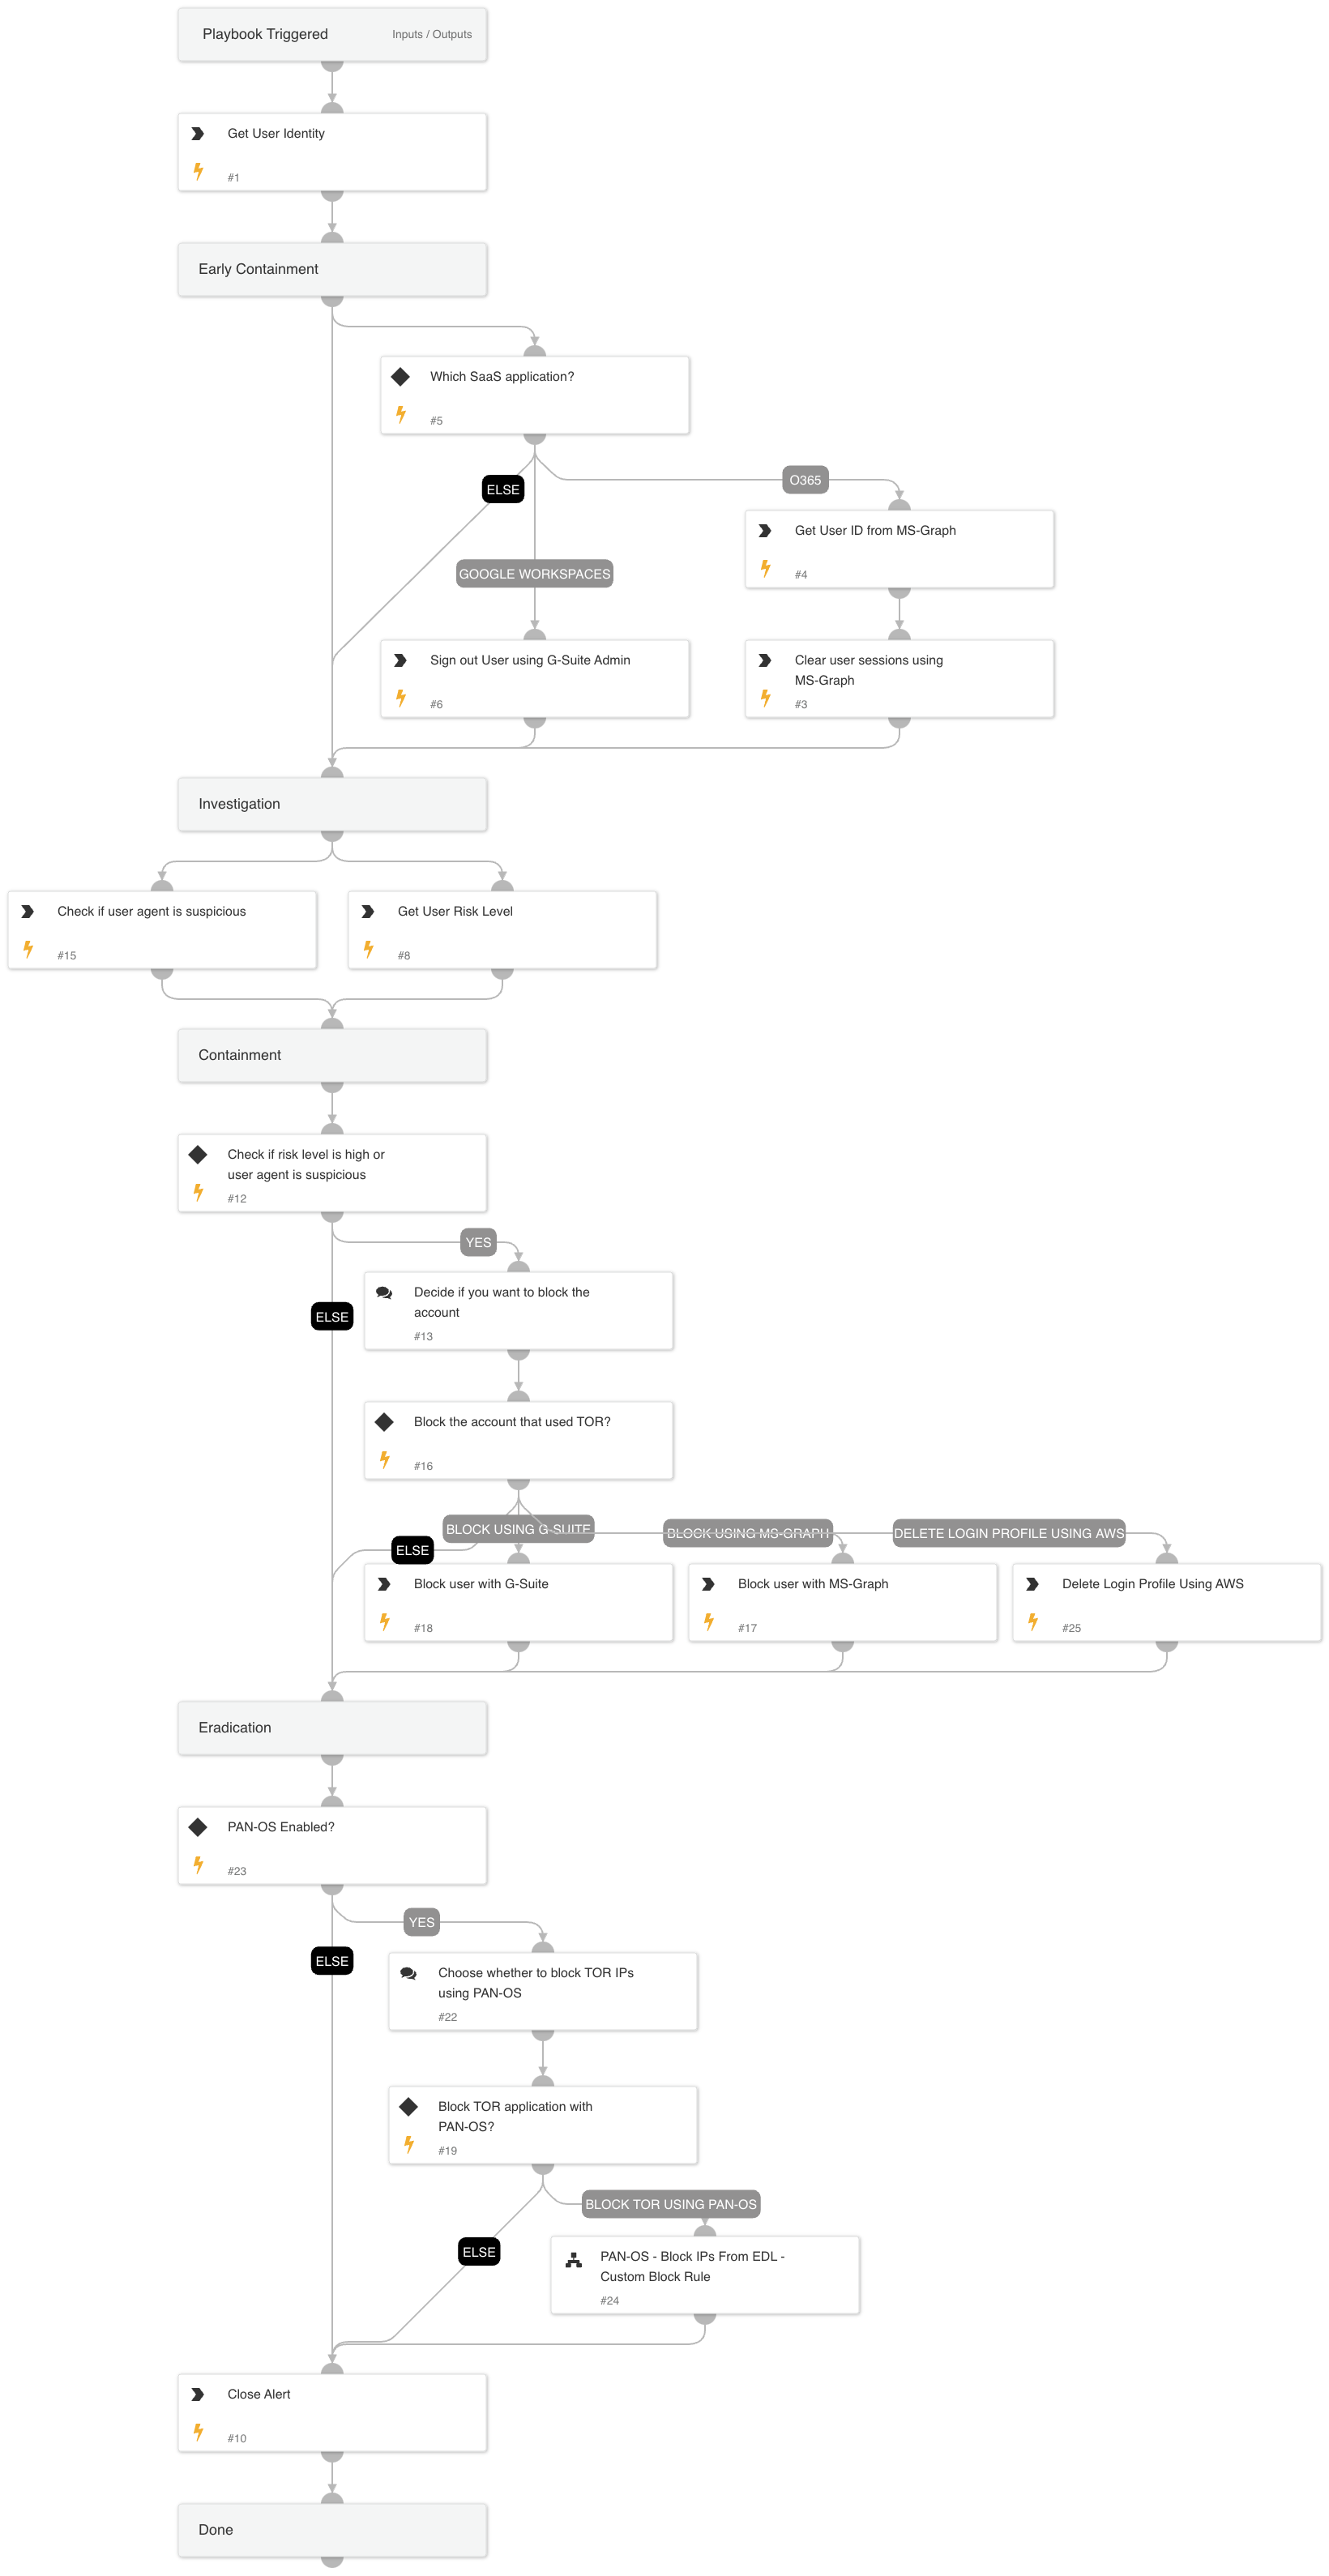 Playbook Triggered
Inputs / Outputs
Get User Identity
#1
Early Containment
Which SaaS application?
#5
O365
ELSE
Get User ID from MS-Graph
#4
GOOGLE WORKSPACES
Sign out User using G-Suite Admin
#6
Clear user sessions using
MS-Graph
#3
Investigation
Check if user agent is suspicious
#15
Get User Risk Level
#8
Containment
Check if risk level is high or
user agent is suspicious
#12
YES
Decide if you want to block the
account
#13
ELSE
Block the account that used TOR?
#16
BLOCK USING G-SUITE
BLOCK USING MS-GRAPH
DELETE LOGIN PROFILE USING AWS
ELSE
Block user with G-Suite
#18
Block user with MS-Graph
#17
Delete Login Profile Using AWS
#25
Eradication
PAN-OS Enabled?
#23
YES
ELSE
Choose whether to block TOR IPs
using PAN-OS
#22
Block TOR application with
PAN-OS?
#19
BLOCK TOR USING PAN-OS
ELSE
PAN-OS - Block IPs From EDL -
Custom Block Rule
#24
Close Alert
#10
Done